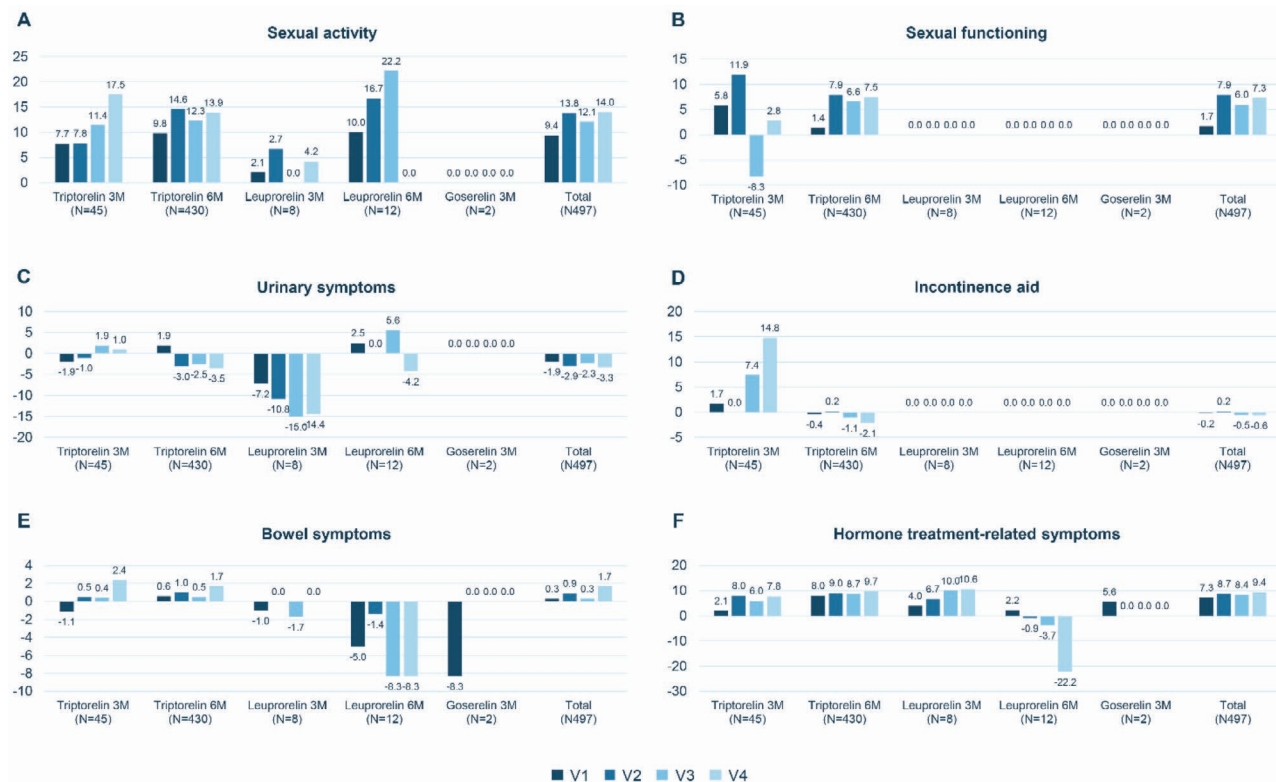 A
Sexual activity
25
20
15
10
5
0
7.7 7.8 11.4 17.5
9.8 14.6 12.3 13.9
2.1 2.7 0.0 4.2
10.0 16.7 22.2 0.0
0.0 0.0 0.0 0.0
9.4 13.8 12.1 14.0
Triptorelin 3M Triptorelin 6M Leuprorelin 3M Leuprorelin 6M Goserelin 3M Total
(N=45) (N=430) (N=8) (N=12) (N=2) (N497)
B
Sexual functioning
15
10
5
0
-5
-10
5.8 11.9 -8.3 2.8
1.4 7.9 6.6 7.5
0.0 0.0 0.0 0.0
0.0 0.0 0.0 0.0
0.0 0.0 0.0 0.0
1.7 7.9 6.0 7.3
Triptorelin 3M Triptorelin 6M Leuprorelin 3M Leuprorelin 6M Goserelin 3M Total
(N=45) (N=430) (N=8) (N=12) (N=2) (N497)
C
Urinary symptoms
10
5
0
-5
-10
-15
-20
-1.9 -1.0 1.9 1.0
1.9 -3.0 -2.5 -3.5
-7.2 -10.8 -15.0 -14.4
2.5 0.0 5.6 -4.2
0.0 0.0 0.0 0.0
-1.9 -2.9 -2.3 -3.3
Triptorelin 3M Triptorelin 6M Leuprorelin 3M Leuprorelin 6M Goserelin 3M Total
(N=45) (N=430) (N=8) (N=12) (N=2) (N497)
D
Incontinence aid
20
15
10
5
0
-5
1.7 0.0 7.4 14.8
-0.4 0.2 -1.1 -2.1
0.0 0.0 0.0 0.0
0.0 0.0 0.0 0.0
0.0 0.0 0.0 0.0
-0.2 0.2 -0.5 -0.6
Triptorelin 3M Triptorelin 6M Leuprorelin 3M Leuprorelin 6M Goserelin 3M Total
(N=45) (N=430) (N=8) (N=12) (N=2) (N497)
E
Bowel symptoms
4
2
0
-2
-4
-6
-8
-10
-1.1 0.5 0.4 2.4
0.6 1.0 0.5 1.7
-1.0 0.0 -1.7 0.0
-5.0 -1.4 -8.3 -8.3
-8.3 0.0 0.0 0.0
0.3 0.9 0.3 1.7
Triptorelin 3M Triptorelin 6M Leuprorelin 3M Leuprorelin 6M Goserelin 3M Total
(N=45) (N=430) (N=8) (N=12) (N=2) (N497)
F
Hormone treatment-related symptoms
20
10
0
-10
-20
-30
2.1 8.0 6.0 7.8
8.0 9.0 8.7 9.7
4.0 6.7 10.0 10.6
2.2 -0.9 -3.7 -22.2
5.6 0.0 0.0 0.0
7.3 8.7 8.4 9.4
Triptorelin 3M Triptorelin 6M Leuprorelin 3M Leuprorelin 6M Goserelin 3M Total
(N=45) (N=430) (N=8) (N=12) (N=2) (N497)
V1 V2 V3 V4